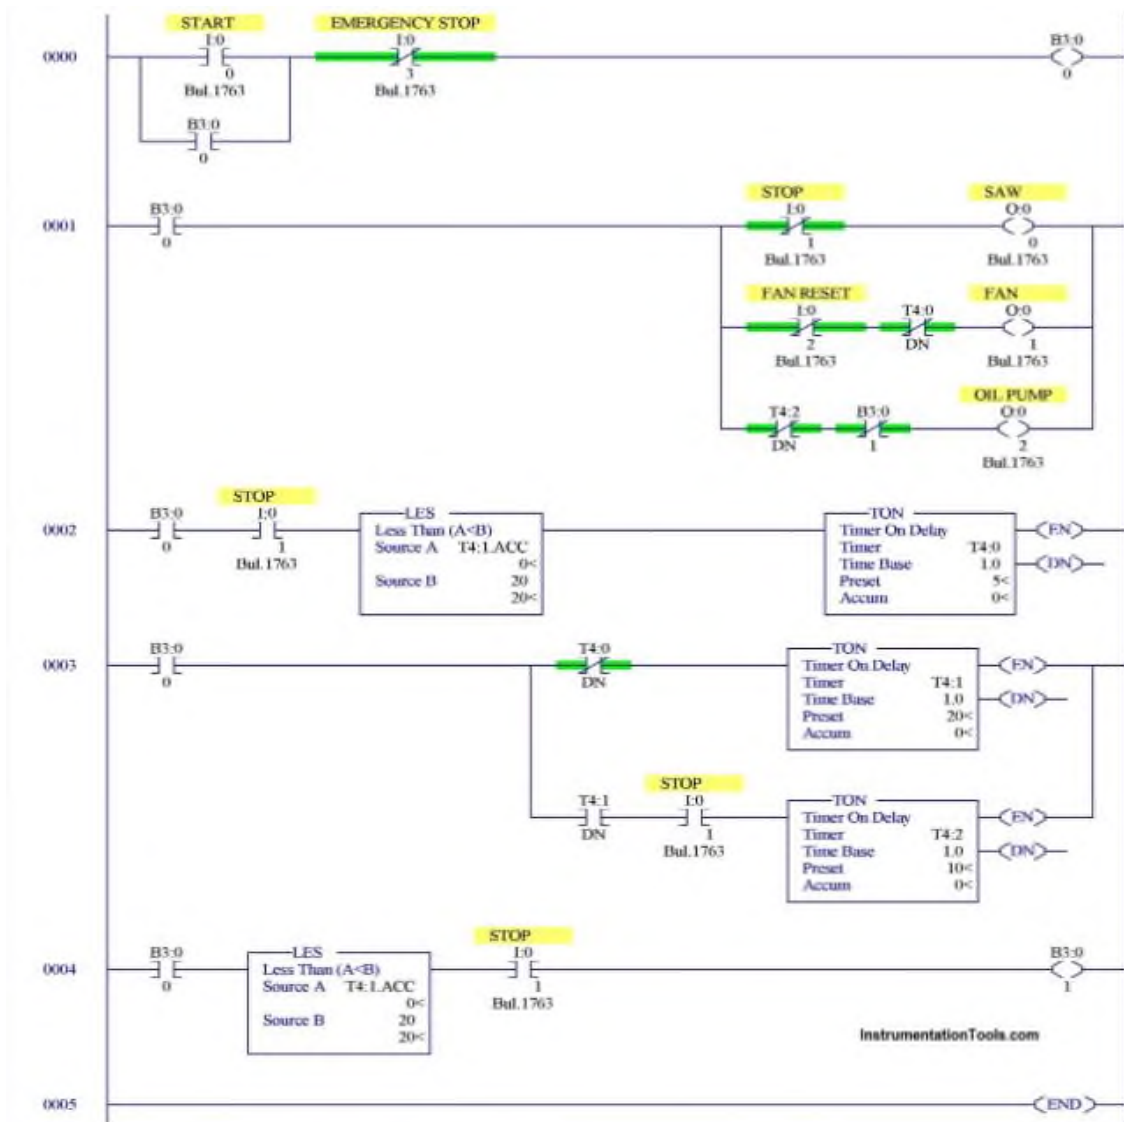 START EMERGENCY STOP
I:0 I:0 B3:0
0000
0 3 0
Bul.1763 Bul.1763
B3:0
0
STOP SAW
B3:0 I:0 O:0
0001
0 1 0
Bul.1763 Bul.1763
FAN RESET FAN
I:0 T4:0 O:0
2 DN 1
Bul.1763 Bul.1763
OIL PUMP
T4:2 B3:0 O:0
DN 1 2
Bul.1763
STOP
B3:0 I:0 LES TON
0002 Less Than (A<B) Timer On Delay EN
0 1 Source A T4:1.ACC Timer T4:0
Bul.1763 0< Time Base 1.0 DN
Source B 20 Preset 5<
20< Accum 0<
B3:0 T4:0 TON
0003 Timer On Delay EN
0 DN Timer T4:1
Time Base 1.0 DN
Preset 20<
Accum 0<
STOP
T4:1 I:0 TON
Timer On Delay EN
DN 1 Timer T4:2
Bul.1763 Time Base 1.0 DN
Preset 10<
Accum 0<
STOP
B3:0 LES I:0 B3:0
0004 Less Than (A<B)
0 Source A T4:1.ACC 1 1
0< Bul.1763
Source B 20
20<
InstrumentationTools.com
0005 END